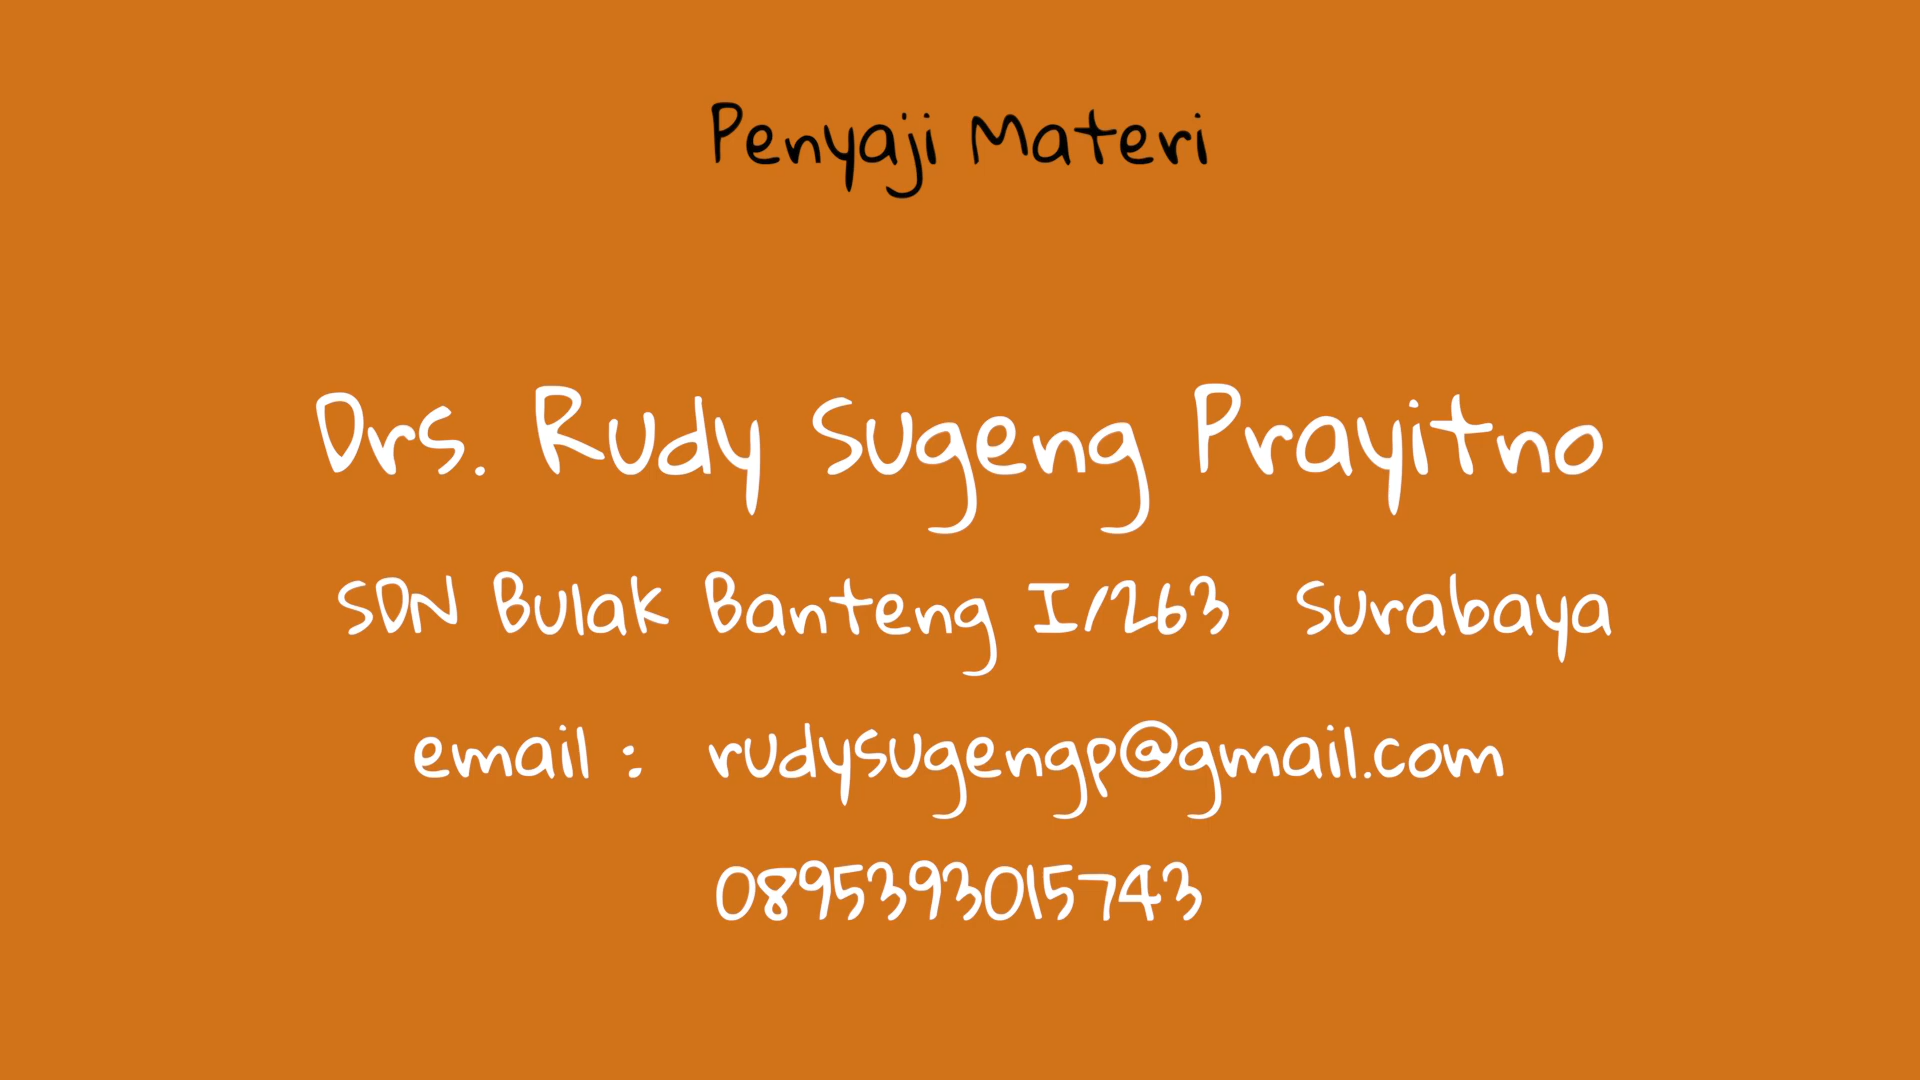 Penyaji Materi
Drs. Rudy Sugeng Prayitno
SDN Bulak Banteng I/263 Surabaya
email : rudysugengp@gmail.com
0895393015743